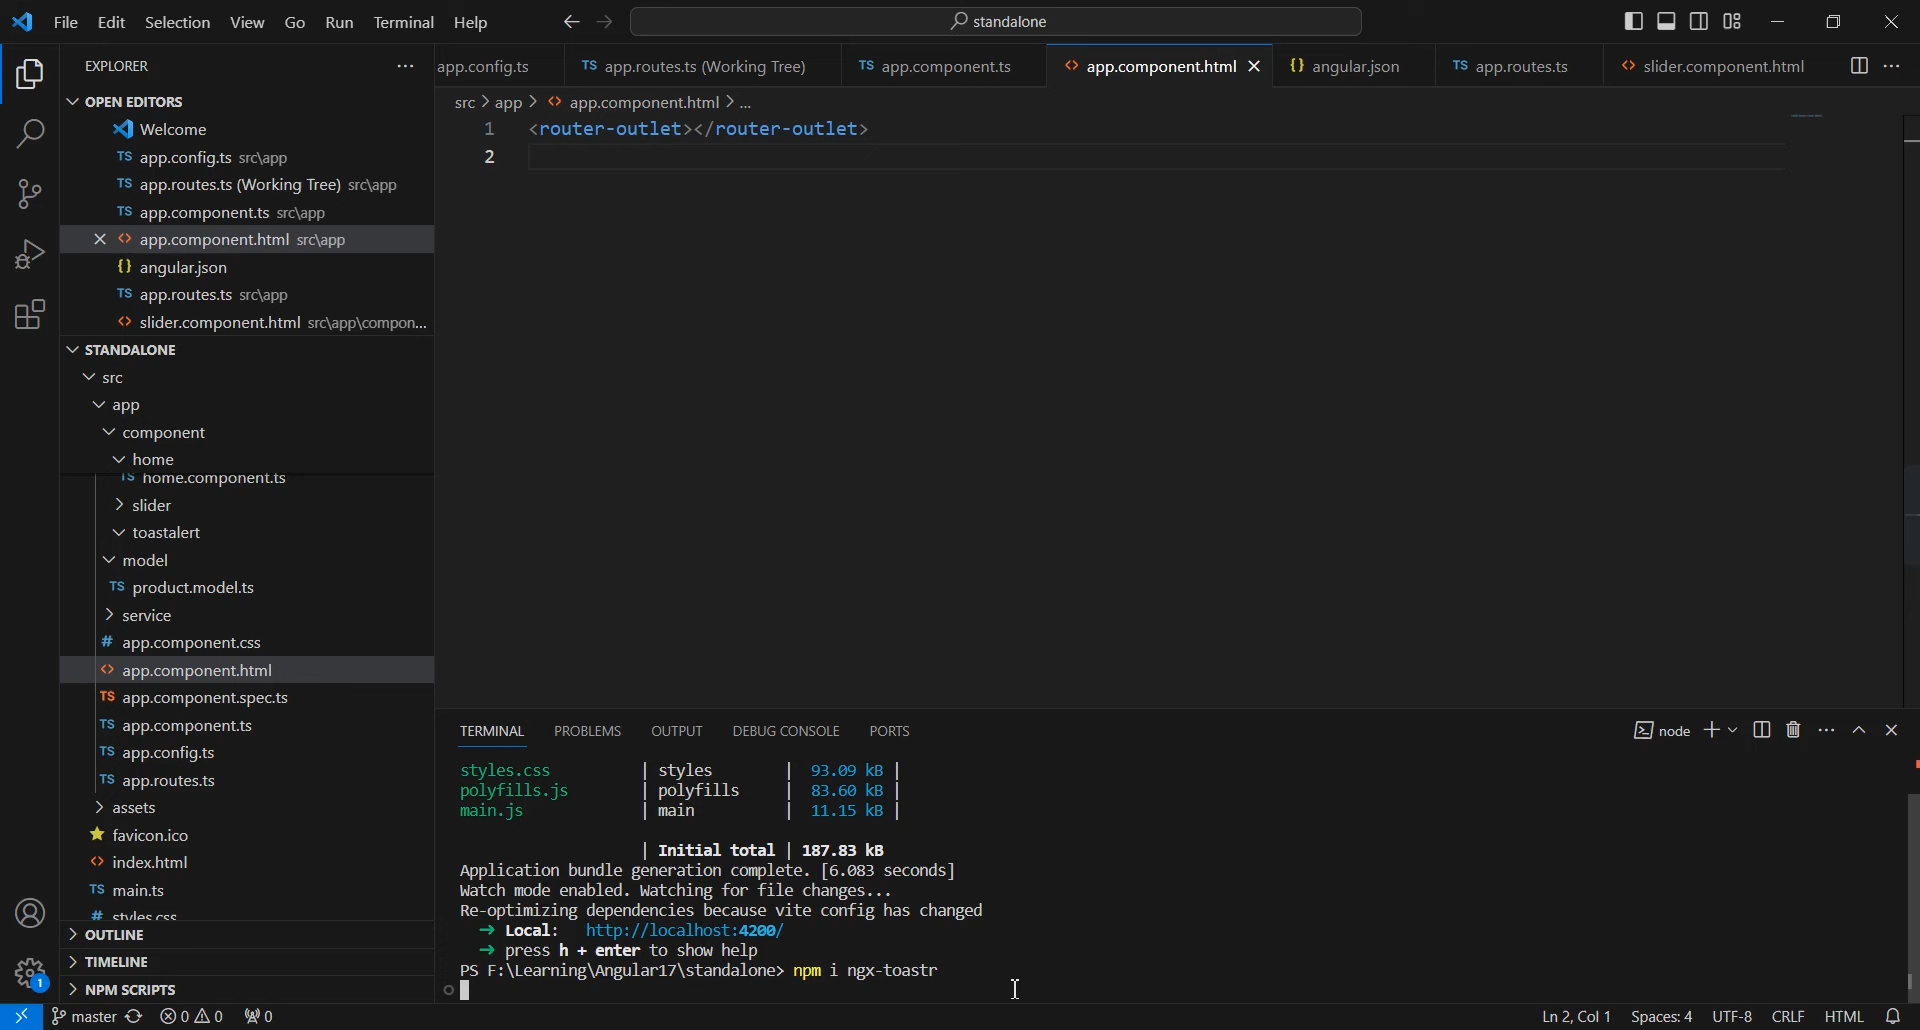 File Edit Selection View Go Run Terminal Help
standalone
EXPLORER
app.config.ts
TS app.routes.ts (Working Tree)
TS app.component.ts
<> app.component.html
{} angular.json
TS app.routes.ts
<> slider.component.html
OPEN EDITORS
Welcome
TS app.config.ts src\app
TS app.routes.ts (Working Tree) src\app
TS app.component.ts src\app
<> app.component.html src\app
{} angular.json
TS app.routes.ts src\app
<> slider.component.html src\app\compon...
STANDALONE
src
app
component
home
TS home.component.ts
slider
toastalert
model
TS product.model.ts
service
# app.component.css
<> app.component.html
TS app.component.spec.ts
TS app.component.ts
TS app.config.ts
TS app.routes.ts
assets
favicon.ico
<> index.html
TS main.ts
# styles.css
OUTLINE
TIMELINE
NPM SCRIPTS
src > app > <> app.component.html > ...
1 <router-outlet></router-outlet>
2
TERMINAL PROBLEMS OUTPUT DEBUG CONSOLE PORTS
node
styles.css | styles | 93.09 kB |
polyfills.js | polyfills | 83.60 kB |
main.js | main | 11.15 kB |
| Initial total | 187.83 kB
Application bundle generation complete. [6.083 seconds]
Watch mode enabled. Watching for file changes...
Re-optimizing dependencies because vite config has changed
➜ Local: http://localhost:4200/
➜ press h + enter to show help
PS F:\Learning\Angular17\standalone> npm i ngx-toastr
1
master 0 0 0
Ln 2, Col 1 Spaces: 4 UTF-8 CRLF HTML